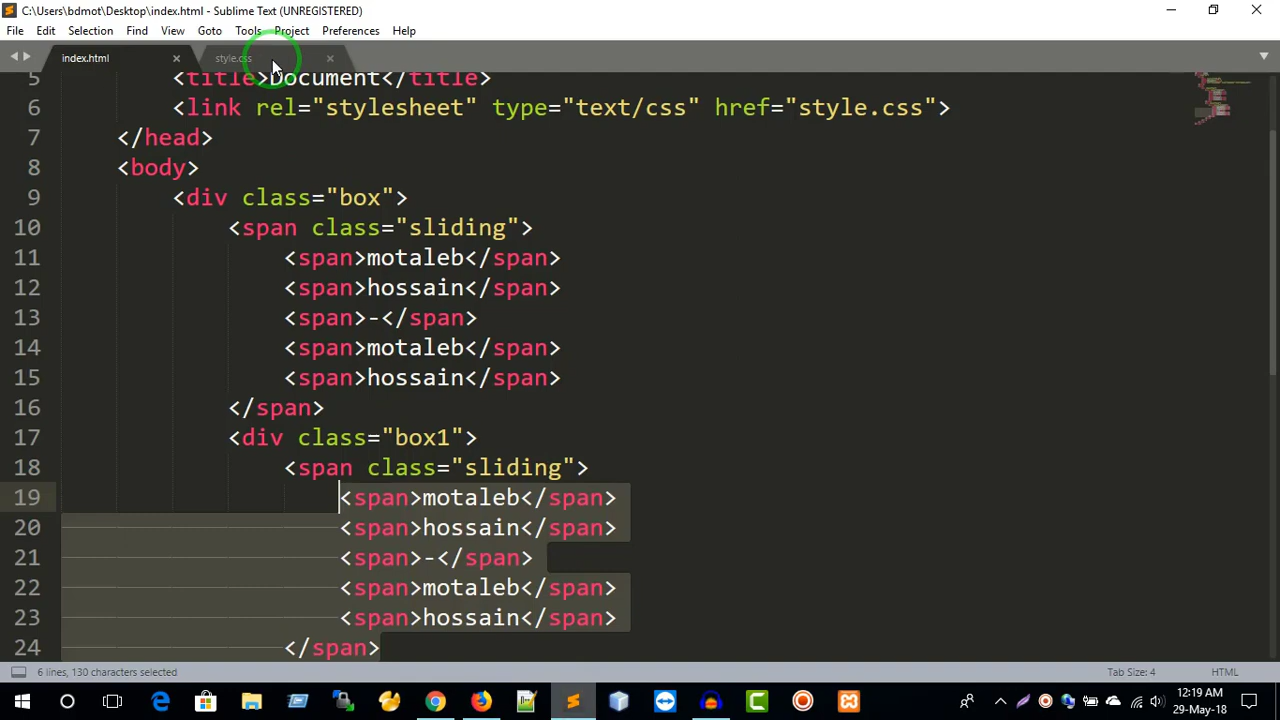 C:\Users\bdmot\Desktop\index.html - Sublime Text (UNREGISTERED)
File Edit Selection Find View Goto Tools Project Preferences Help
index.html style.css
5 <title>Document</title>
6 <link rel="stylesheet" type="text/css" href="style.css">
7 </head>
8 <body>
9 <div class="box">
10 <span class="sliding">
11 <span>motaleb</span>
12 <span>hossain</span>
13 <span>-</span>
14 <span>motaleb</span>
15 <span>hossain</span>
16 </span>
17 <div class="box1">
18 <span class="sliding">
19 <span>motaleb</span>
20 <span>hossain</span>
21 <span>-</span>
22 <span>motaleb</span>
23 <span>hossain</span>
24 </span>
6 lines, 130 characters selected Tab Size: 4 HTML
12:19 AM
29-May-18